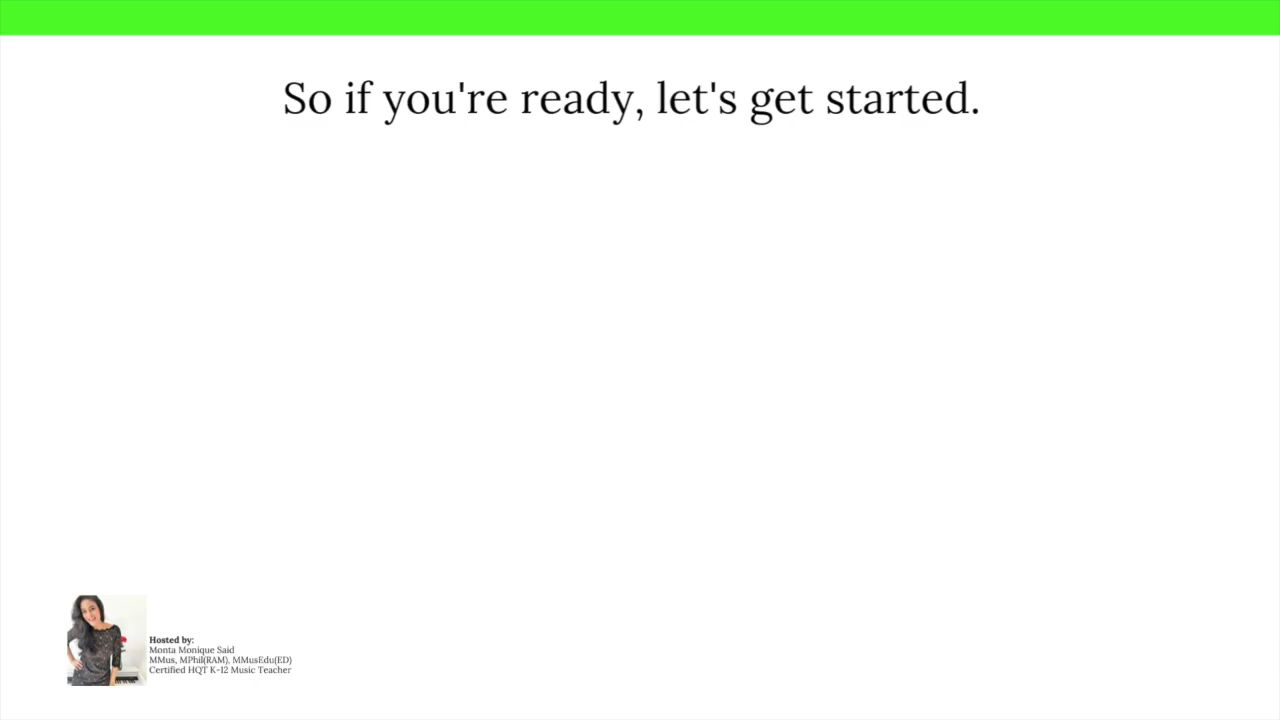 So if you're ready, let's get started.
Hosted by:
Monta Monique Said
MMus, MPhil(RAM), MMusEdu(ED)
Certified HQT K-12 Music Teacher